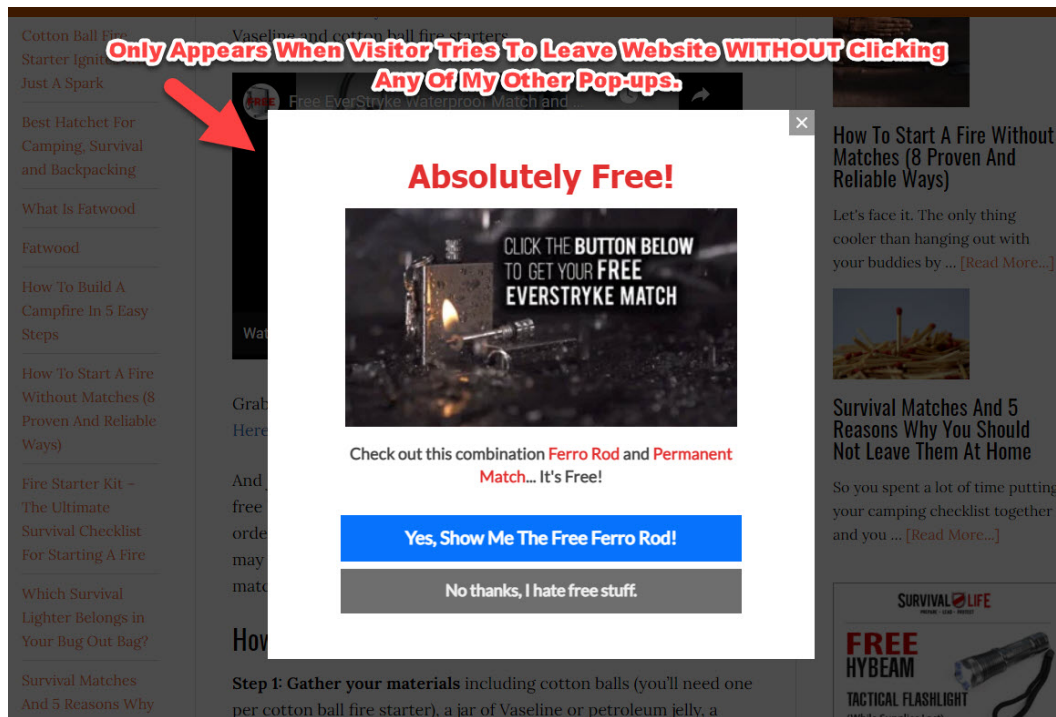 Only Appears When Visitor Tries To Leave Website WITHOUT Clicking
Any Of My Other Pop-ups.
Cotton Ball Fire
Starter
Just A Spark
Best Hatchet For
Camping, Survival
and Backpacking
What Is Fatwood
Fatwood
How To Build A
Campfire In 5 Easy
Steps
How To Start A Fire
Without Matches (8
Proven And Reliable
Ways)
Fire Starter Kit –
The Ultimate
Survival Checklist
For Starting A Fire
Which Survival
Lighter Belongs in
Your Bug Out Bag?
Survival Matches
And 5 Reasons Why
Vaseline and cotton ball fire starters
FREE
Free EverStryke Waterproof Match and ...
Wat
Grab
Here
And
free
orde
may
matc
How
Step 1: Gather your materials including cotton balls (you'll need one
per cotton ball fire starter), a jar of Vaseline or petroleum jelly, a
×
Absolutely Free!
CLICK THE BUTTON BELOW
TO GET YOUR FREE
EVERSTRYKE MATCH
Check out this combination Ferro Rod and Permanent
Match... It's Free!
Yes, Show Me The Free Ferro Rod!
No thanks, I hate free stuff.
How To Start A Fire Without
Matches (8 Proven And
Reliable Ways)
Let's face it. The only thing
cooler than hanging out with
your buddies by ... [Read More...]
Survival Matches And 5
Reasons Why You Should
Not Leave Them At Home
So you spent a lot of time putting
your camping checklist together
and you ... [Read More...]
SURVIVAL LIFE
FREE
HYBEAM
TACTICAL FLASHLIGHT